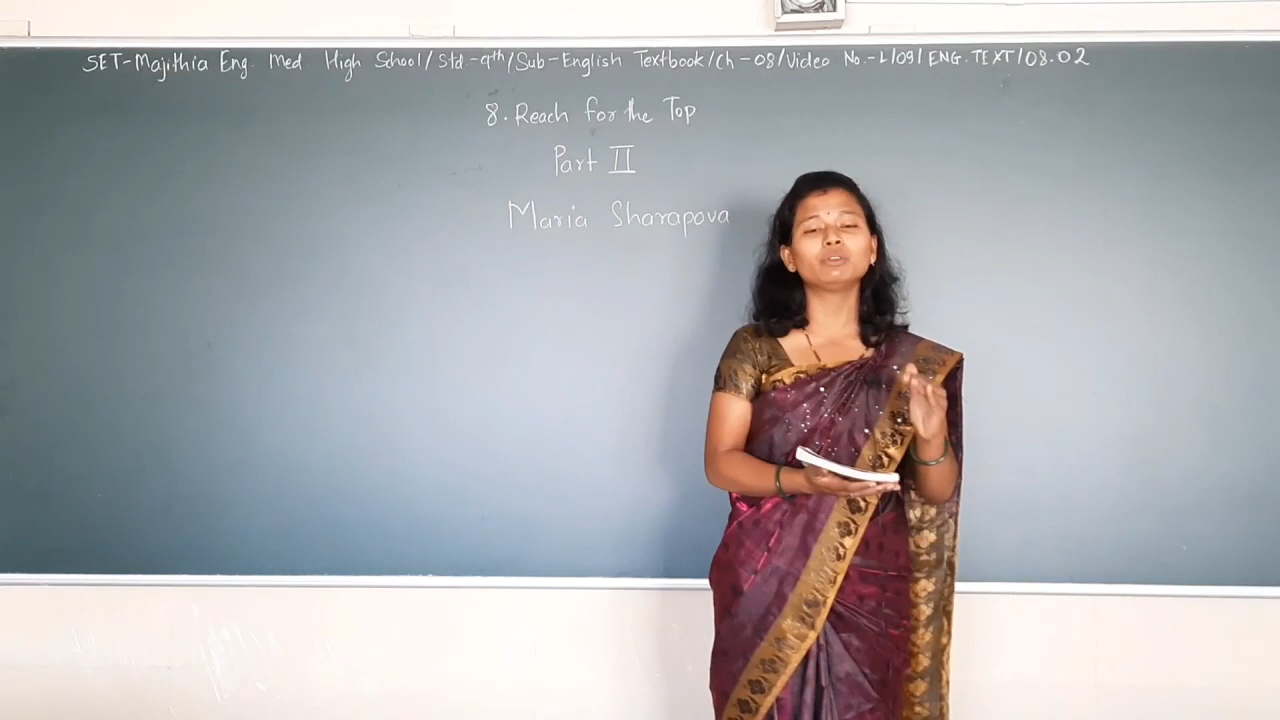 SET-Majithia Eng. Med High School/Std-9th/Sub-English Textbook/Ch-08/Video No.-L/09/ENG.TEXT/08.02
8. Reach for the Top
Part II
Maria Sharapova